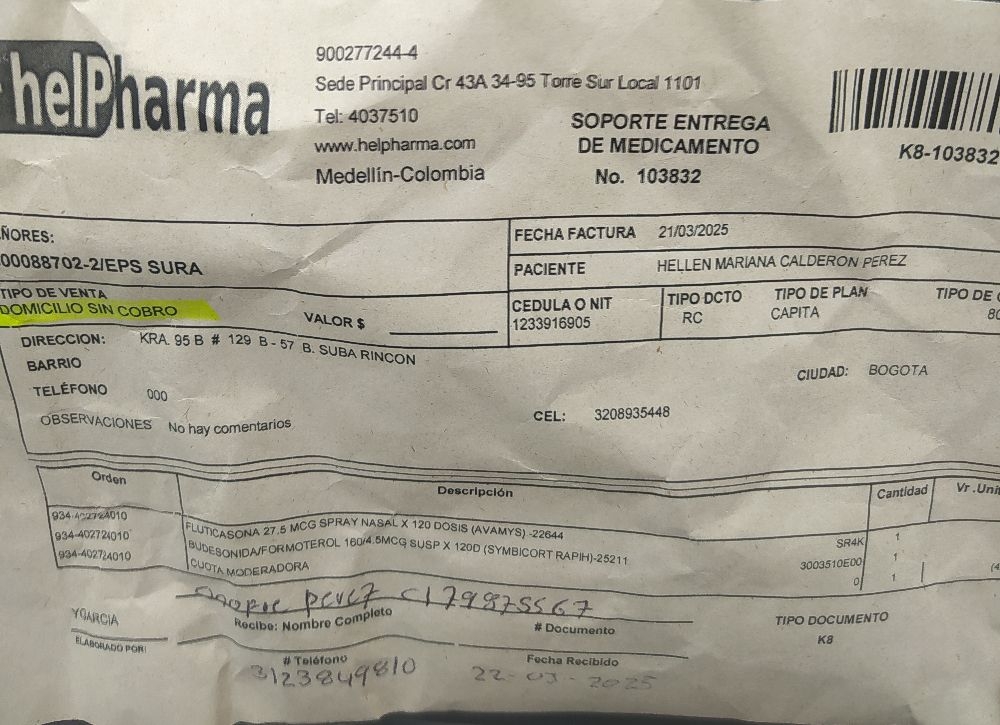 helPharma
900277244-4
Sede Principal Cr 43A 34-95 Torre Sur Local 1101
Tel: 4037510
www.helpharma.com
Medellín-Colombia
SOPORTE ENTREGA
DE MEDICAMENTO
No. 103832
K8-103832
ÑORES:
00088702-2/EPS SURA
FECHA FACTURA 21/03/2025
PACIENTE HELLEN MARIANA CALDERON PEREZ
TIPO DE VENTA
DOMICILIO SIN COBRO
VALOR $
CEDULA O NIT
1233916905
TIPO DCTO
RC
TIPO DE PLAN
CAPITA
TIPO DE
80
DIRECCION: KRA. 95 B # 129 B - 57 B. SUBA RINCON
BARRIO
CIUDAD: BOGOTA
TELÉFONO 000
CEL: 3208935448
OBSERVACIONES No hay comentarios
Orden Descripción Cantidad Vr .Unit
934-402724010 FLUTICASONA 27.5 MCG SPRAY NASAL X 120 DOSIS (AVAMYS) -22644 SR4K 1
934-402724010 BUDESONIDA/FORMOTEROL 160/4.5MCG SUSP X 120D (SYMBICORT RAPIH)-25211 3003510E00 1
934-402724010 CUOTA MODERADORA 0 1 (4
perez c179875567
YGARCIA
ELABORADO POR:
Recibe: Nombre Completo
# Documento
TIPO DOCUMENTO
K8
# Teléfono
3123849810
Fecha Recibido
22-03-2025